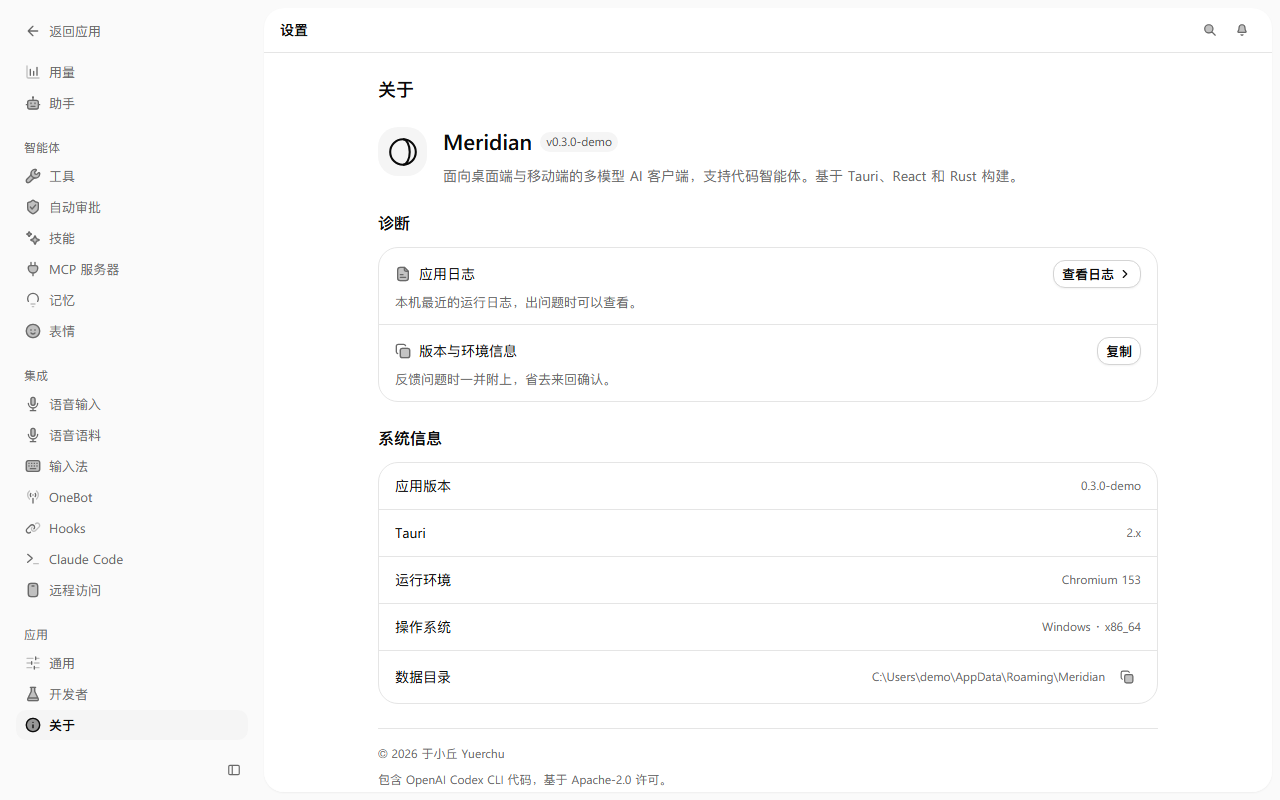 返回应用
用量
助手
智能体
工具
自动审批
技能
MCP 服务器
记忆
表情
集成
语音输入
语音语料
输入法
OneBot
Hooks
Claude Code
远程访问
应用
通用
开发者
关于
设置
关于
Meridian v0.3.0-demo
面向桌面端与移动端的多模型 AI 客户端，支持代码智能体。基于 Tauri、React 和 Rust 构建。
诊断
应用日志 查看日志
本机最近的运行日志，出问题时可以查看。
版本与环境信息 复制
反馈问题时一并附上，省去来回确认。
系统信息
应用版本 0.3.0-demo
Tauri 2.x
运行环境 Chromium 153
操作系统 Windows · x86_64
数据目录 C:\Users\demo\AppData\Roaming\Meridian
© 2026 于小丘 Yuerchu
包含 OpenAI Codex CLI 代码，基于 Apache-2.0 许可。